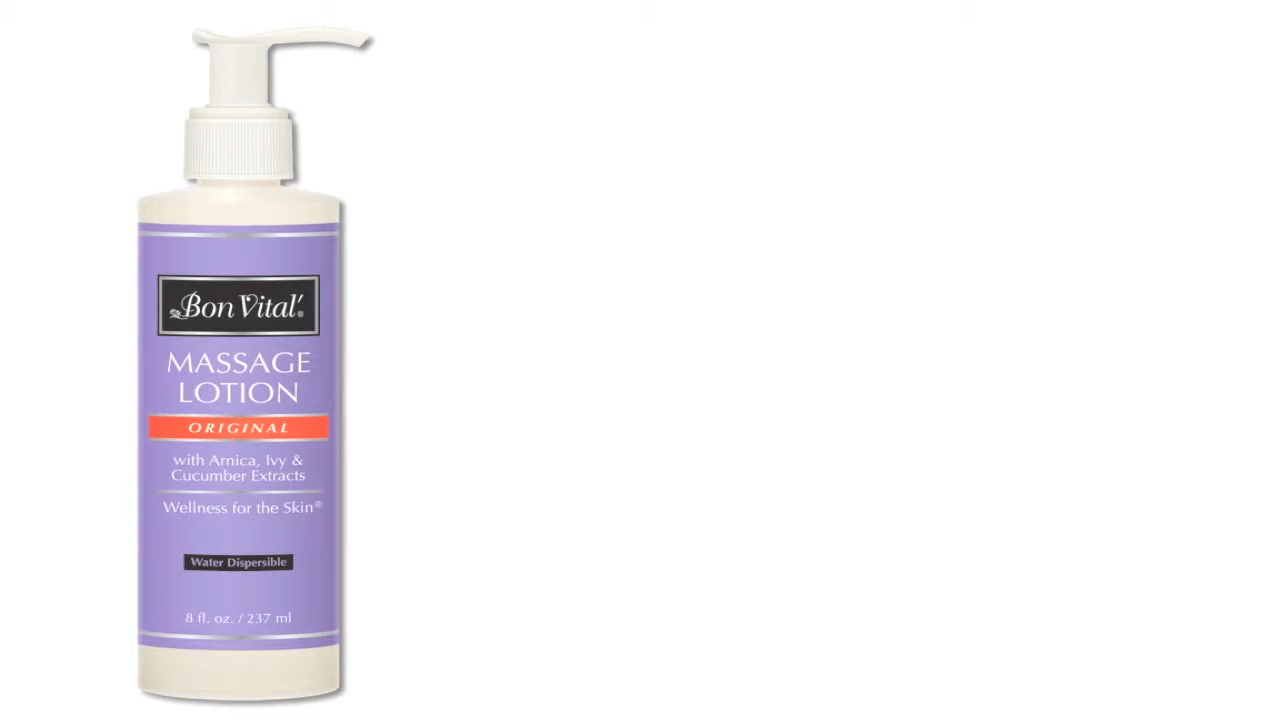 Bon Vital'®
MASSAGE
LOTION
ORIGINAL
with Arnica, Ivy &
Cucumber Extracts
Wellness for the Skin®
Water Dispersible
8 fl. oz. / 237 ml